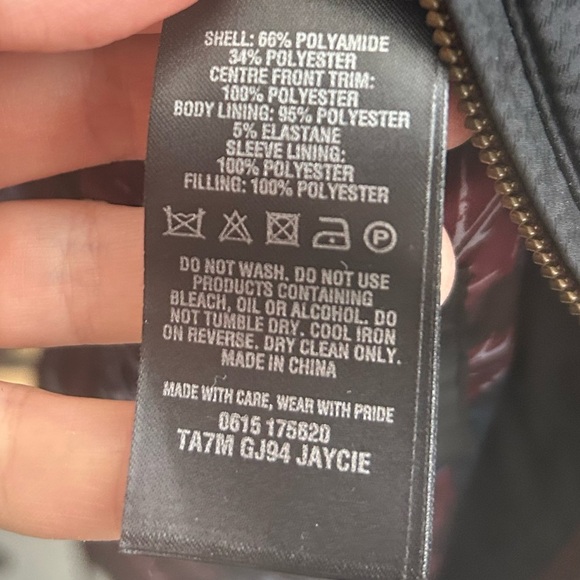 SHELL: 66% POLYAMIDE
34% POLYESTER
CENTRE FRONT TRIM:
100% POLYESTER
BODY LINING: 95% POLYESTER
5% ELASTANE
SLEEVE LINING:
100% POLYESTER
FILLING: 100% POLYESTER
P
DO NOT WASH. DO NOT USE
PRODUCTS CONTAINING
BLEACH, OIL OR ALCOHOL. DO
NOT TUMBLE DRY. COOL IRON
ON REVERSE. DRY CLEAN ONLY.
MADE IN CHINA
MADE WITH CARE, WEAR WITH PRIDE
0615 175620
TA7M GJ94 JAYCIE